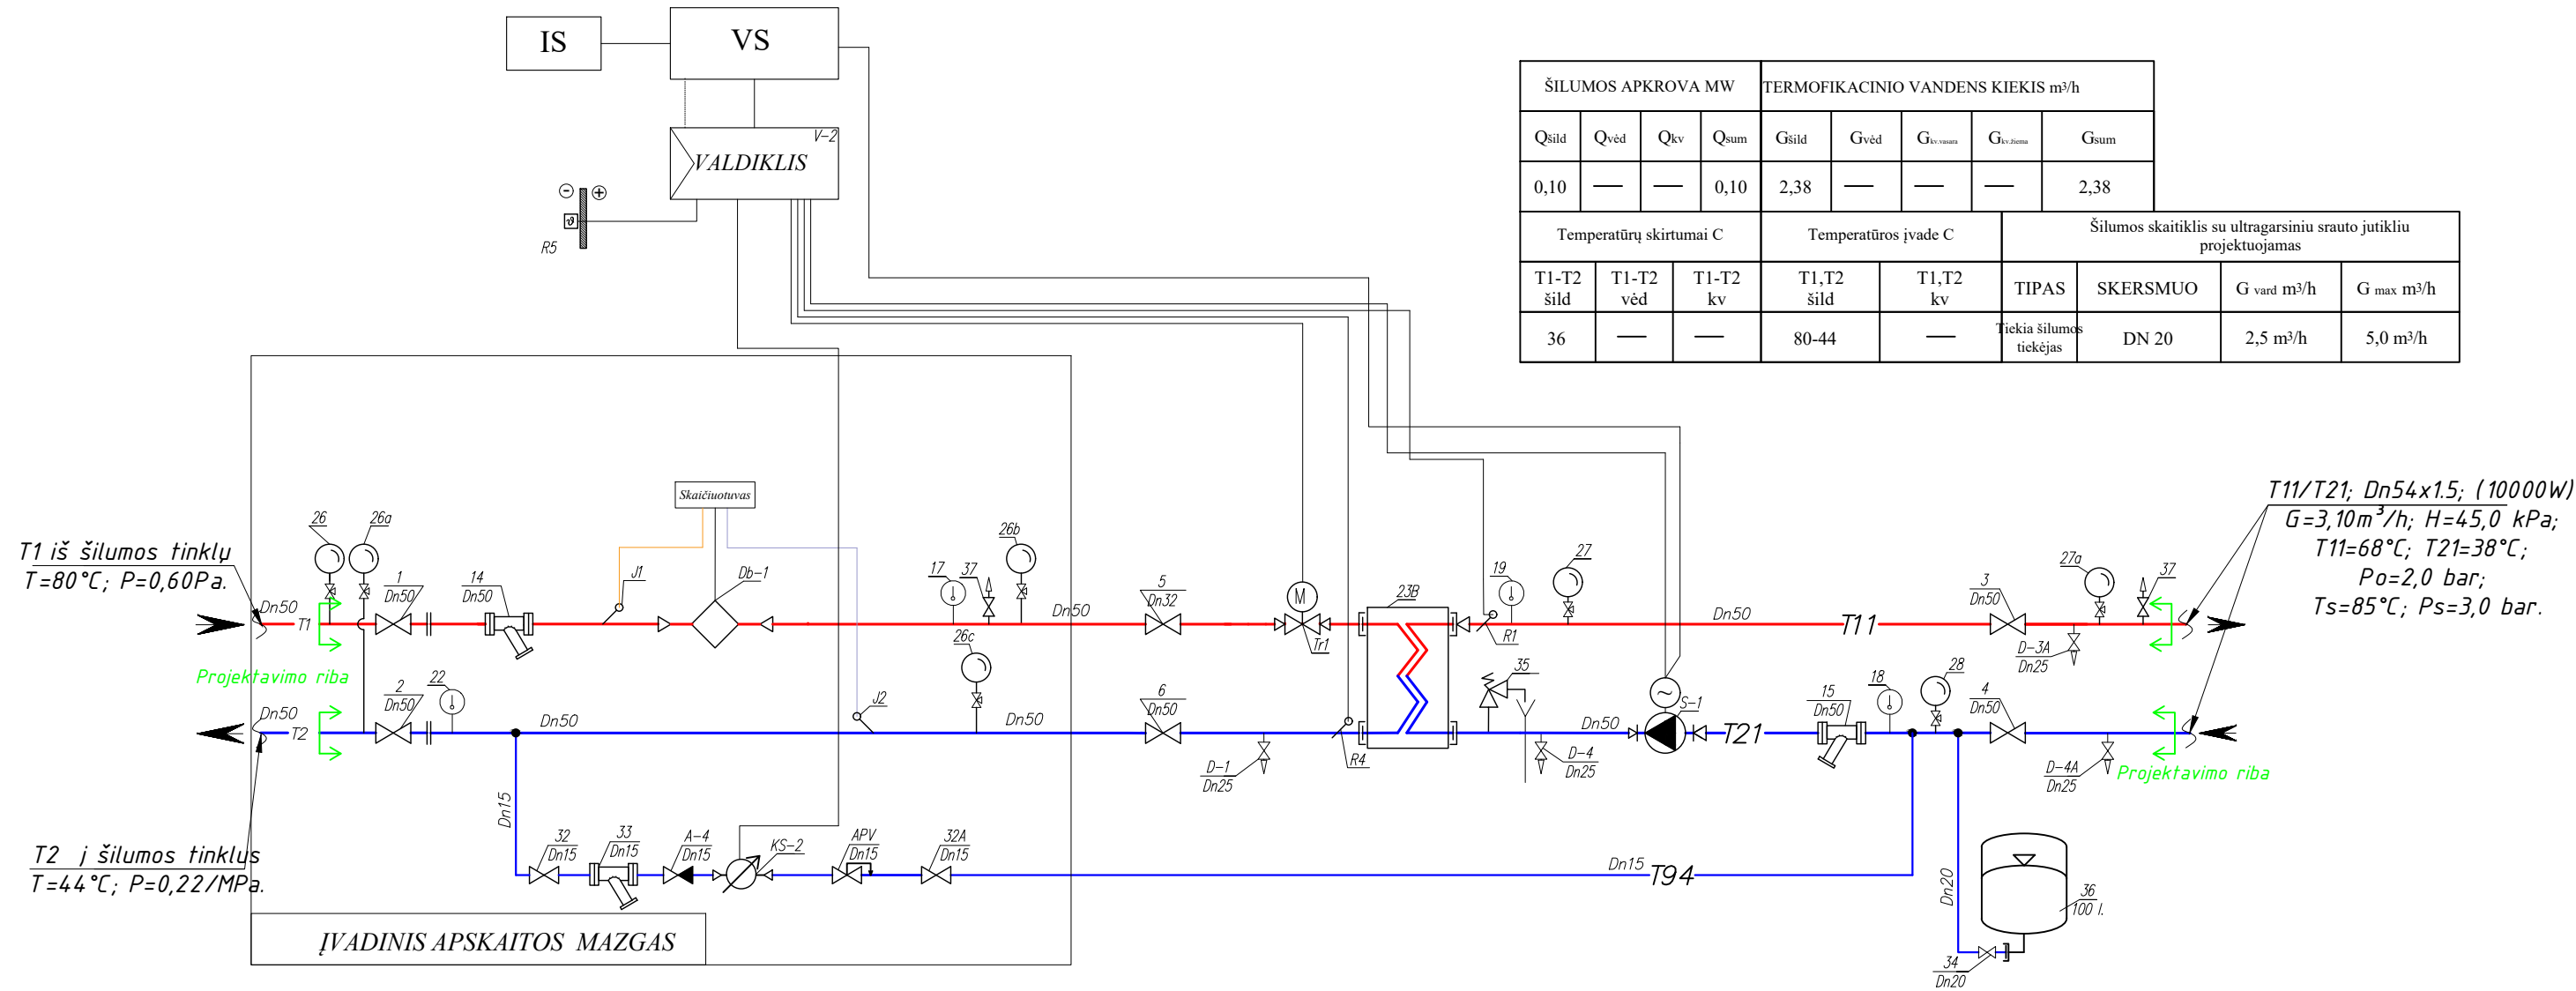 IS
VS
V-2
VALDIKLIS
R5
ŠILUMOS APKROVA MW
TERMOFIKACINIO VANDENS KIEKIS m³/h
Qšild
Qvėd
Qkv
Qsum
Gšild
Gvėd
Gkv.vasara
Gkv.žiema
Gsum
0,10
—
—
0,10
2,38
—
—
—
2,38
Temperatūrų skirtumai C
Temperatūros įvade C
Šilumos skaitiklis su ultragarsiniu srauto jutikliu
projektuojamas
T1-T2
šild
T1-T2
vėd
T1-T2
kv
T1,T2
šild
T1,T2
kv
TIPAS
SKERSMUO
G vard m³/h
G max m³/h
36
—
—
80-44
—
Tiekia šilumos
tiekėjas
DN 20
2,5 m³/h
5,0 m³/h
T1 iš šilumos tinklų
T=80°C; P=0,60Pa.
Dn50
T1
26
26a
1
Dn50
14
Dn50
J1
Skaičiuotuvas
Db-1
17
37
26b
26c
Dn50
5
Dn32
M
Tr1
23B
R1
19
27
Dn50
T11
3
Dn50
D-3A
Dn25
27a
37
T11/T21; Dn54x1.5; (10000W)
G=3,10m³/h; H=45,0 kPa;
T11=68°C; T21=38°C;
Po=2,0 bar;
Ts=85°C; Ps=3,0 bar.
Projektavimo riba
Dn50
T2
2
Dn50
22
Dn50
J2
Dn50
6
Dn50
D-1
Dn25
R4
35
D-4
Dn25
Dn50
S-1
T21
15
Dn50
18
28
4
Dn50
D-4A
Dn25
Projektavimo riba
T2 į šilumos tinklus
T=44°C; P=0,22/MPa.
Dn15
32
Dn15
33
Dn15
A-4
Dn15
KS-2
APV
Dn15
32A
Dn15
Dn15
T94
Dn20
36
100 l.
34
Dn20
ĮVADINIS APSKAITOS MAZGAS